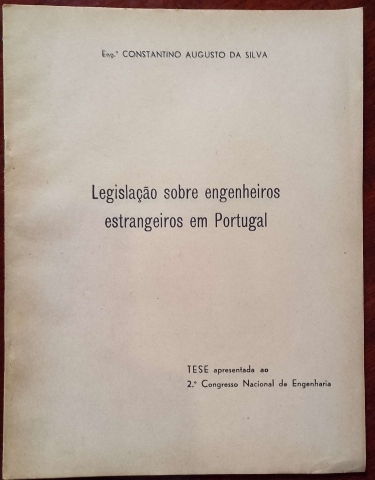 Eng.º CONSTANTINO AUGUSTO DA SILVA
Legislação sobre engenheiros
estrangeiros em Portugal
TESE apresentada ao
2.º Congresso Nacional de Engenharia